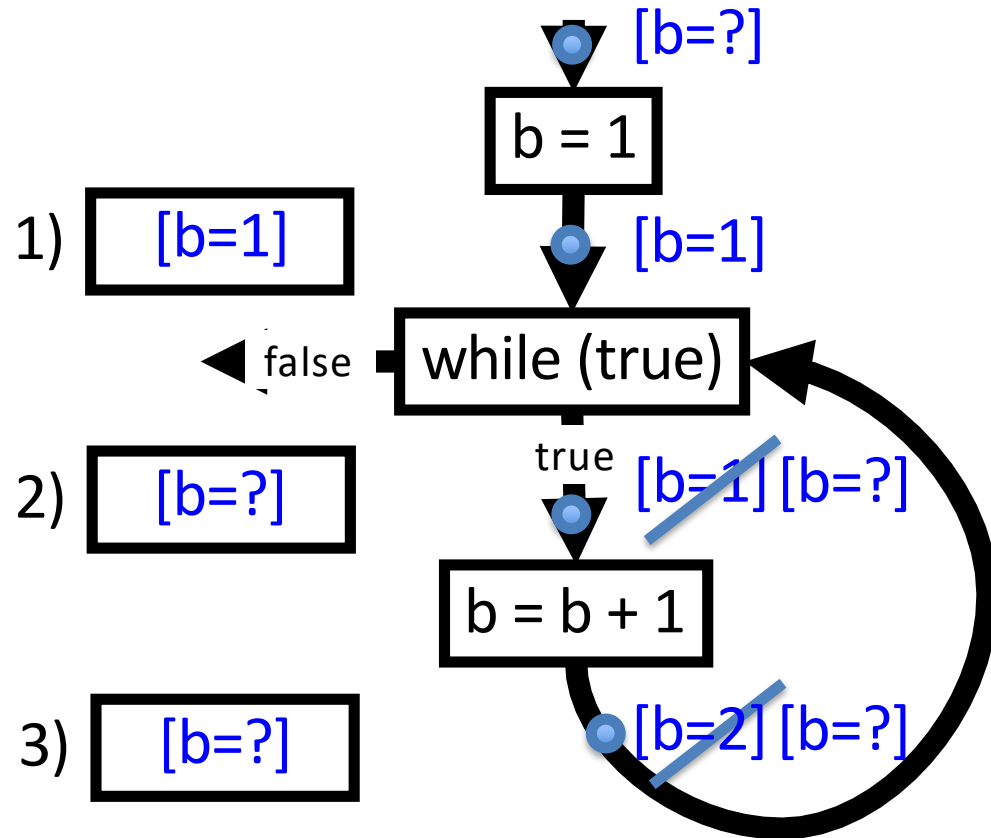 [b=?]
b = 1
1) [b=1]
[b=1]
false
while (true)
true
2) [b=?]
[b=1] [b=?]
b = b + 1
3) [b=?]
[b=2] [b=?]